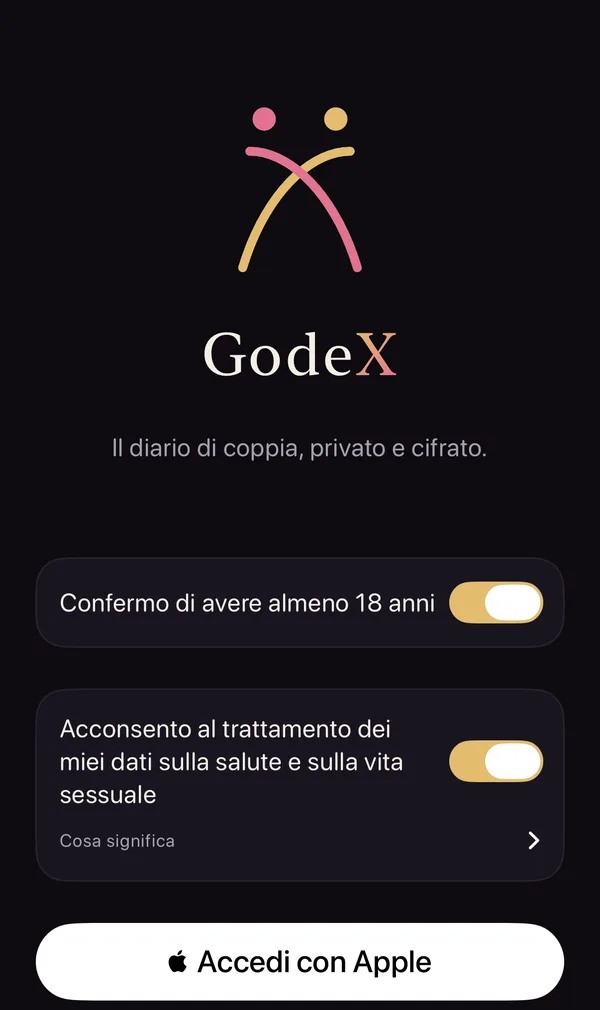 GodeX
Il diario di coppia, privato e cifrato.
Confermo di avere almeno 18 anni
Acconsento al trattamento dei
miei dati sulla salute e sulla vita
sessuale
Cosa significa
Accedi con Apple